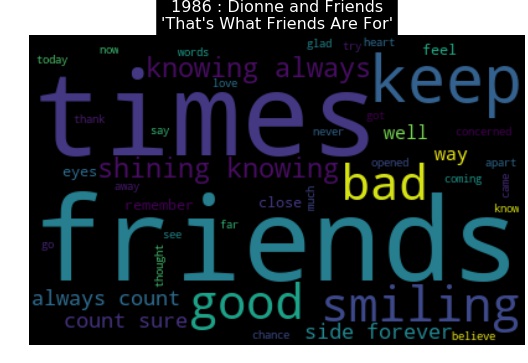 1986 : Dionne and Friends
'That's What Friends Are For'
today
now
words
glad
try
heart
feel
knowing always
keep
times
love
thank
say
never
got
well
concerned
eyes
shining knowing
opened
way
apart
bad
coming
away
remember
close
much
came
know
friends
go
thought
see
far
always count
good
smiling
count sure
chance
side forever
believe